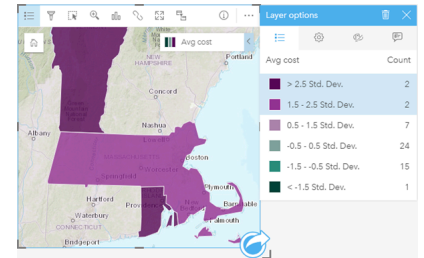 Layer options
Avg cost
Avg cost
Count
> 2.5 Std. Dev.
2
1.5 - 2.5 Std. Dev.
2
0.5 - 1.5 Std. Dev.
7
-0.5 - 0.5 Std. Dev.
24
-1.5 - -0.5 Std. Dev.
15
< -1.5 Std. Dev.
1
NEW
HAMPSHIRE
Portland
Concord
Nashua
Albany
Boston
Springfield
Plymouth
Hartford
Barnstable
Falmouth
Waterbury
CONNECTICUT
Bridgeport